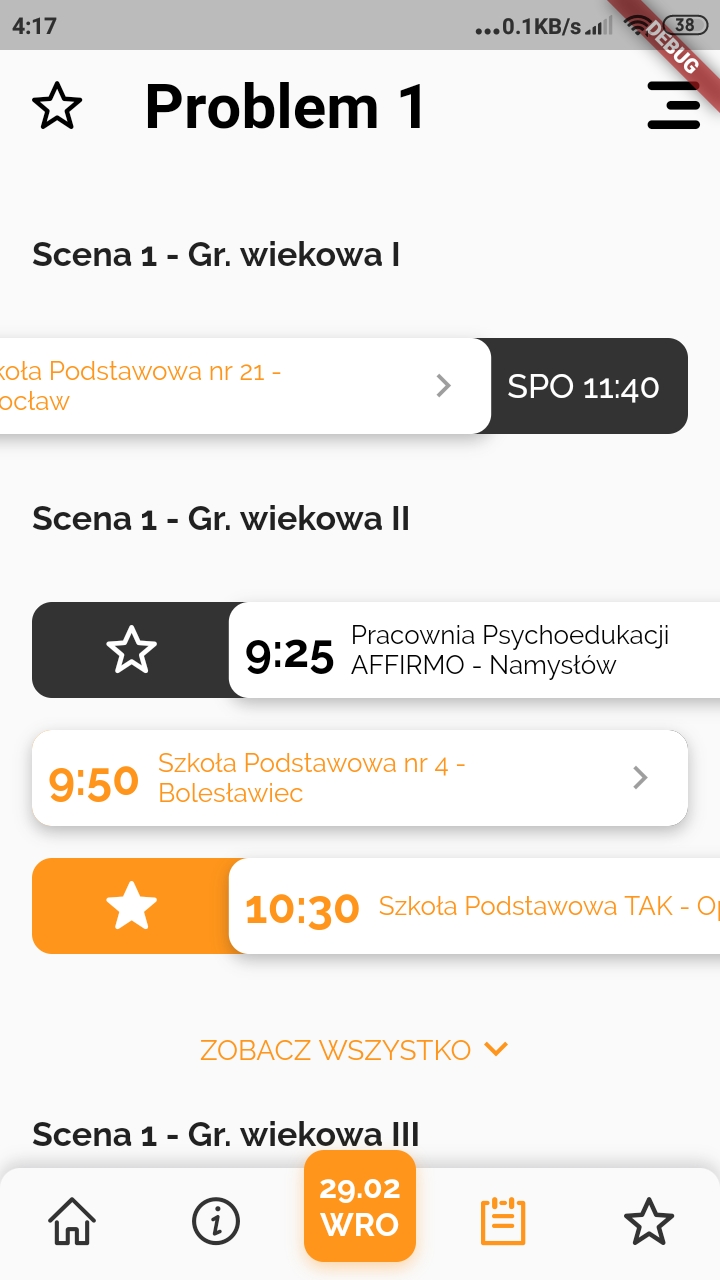 4:17
...0.1KB/s
38
DEBUG
Problem 1
Scena 1 - Gr. wiekowa I
koła Podstawowa nr 21 -
ocław
SPO 11:40
Scena 1 - Gr. wiekowa II
9:25
Pracownia Psychoedukacji
AFFIRMO - Namysłów
9:50
Szkoła Podstawowa nr 4 -
Bolesławiec
10:30
Szkoła Podstawowa TAK - Op
ZOBACZ WSZYSTKO
Scena 1 - Gr. wiekowa III
29.02
WRO